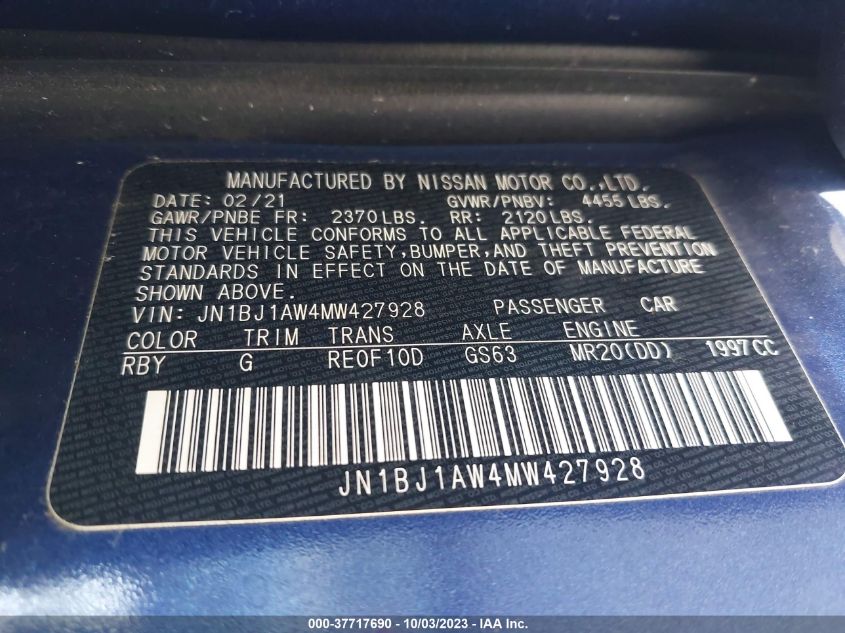 MANUFACTURED BY NISSAN MOTOR CO.,LTD.
DATE: 02/21 GVWR/PNBV: 4455 LBS.
GAWR/PNBE FR: 2370LBS. RR: 2120LBS.
THIS VEHICLE CONFORMS TO ALL APPLICABLE FEDERAL
MOTOR VEHICLE SAFETY,BUMPER,AND THEFT PREVENTION
STANDARDS IN EFFECT ON THE DATE OF MANUFACTURE
SHOWN ABOVE.
VIN: JN1BJ1AW4MW427928 PASSENGER CAR
COLOR TRIM TRANS AXLE ENGINE
RBY G RE0F10D GS63 MR20(DD) 1997CC
JN1BJ1AW4MW427928
000-37717690 - 10/03/2023 - Copyright © 2023 IAA, Inc.